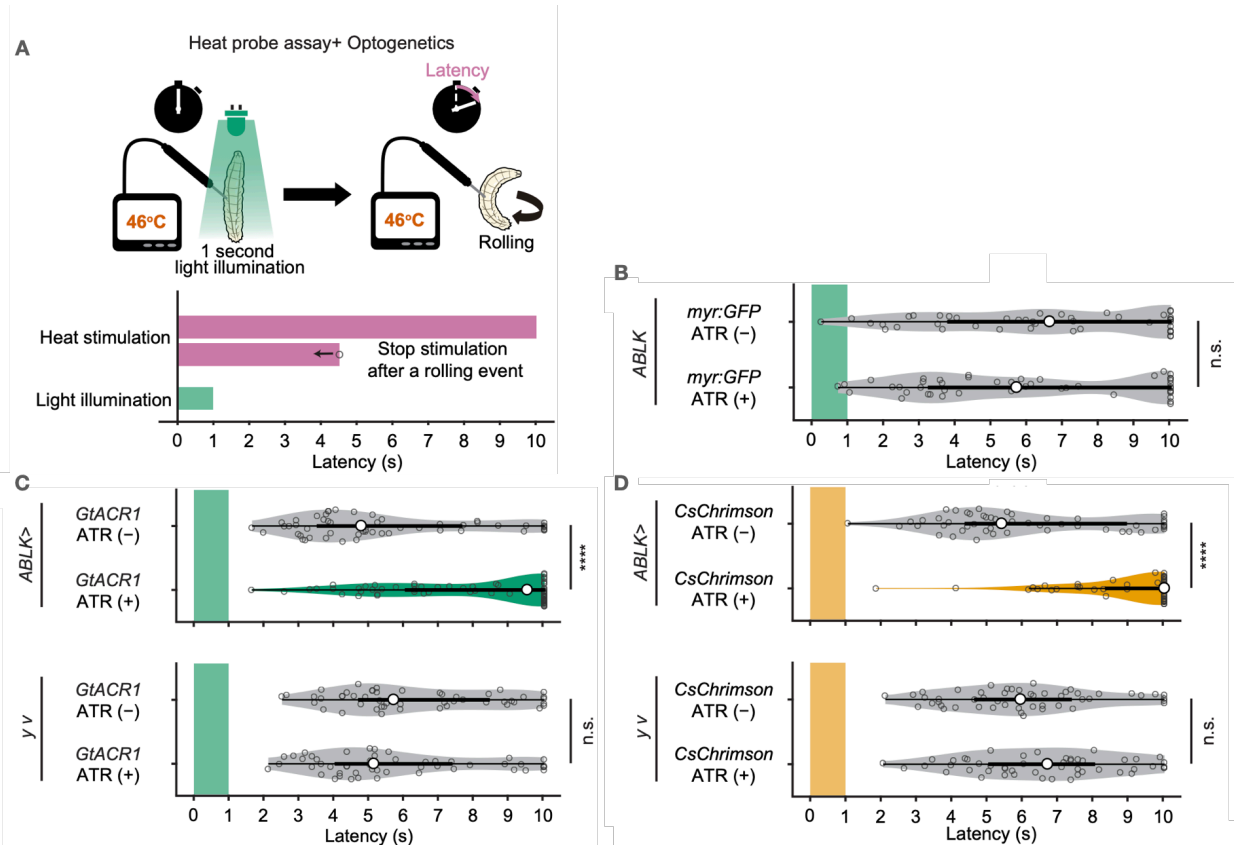 A
Heat probe assay+ Optogenetics
Latency
46°C
46°C
1 second
light illumination
Rolling
Heat stimulation
Stop stimulation
after a rolling event
Light illumination
0 1 2 3 4 5 6 7 8 9 10
Latency (s)
B
ABLK
myr:GFP
ATR (−)
myr:GFP
ATR (+)
n.s.
0 1 2 3 4 5 6 7 8 9 10
Latency (s)
C
ABLK>
GtACR1
ATR (−)
GtACR1
ATR (+)
****
y v
GtACR1
ATR (−)
GtACR1
ATR (+)
n.s.
0 1 2 3 4 5 6 7 8 9 10
Latency (s)
D
ABLK>
CsChrimson
ATR (−)
CsChrimson
ATR (+)
****
y v
CsChrimson
ATR (−)
CsChrimson
ATR (+)
n.s.
0 1 2 3 4 5 6 7 8 9 10
Latency (s)